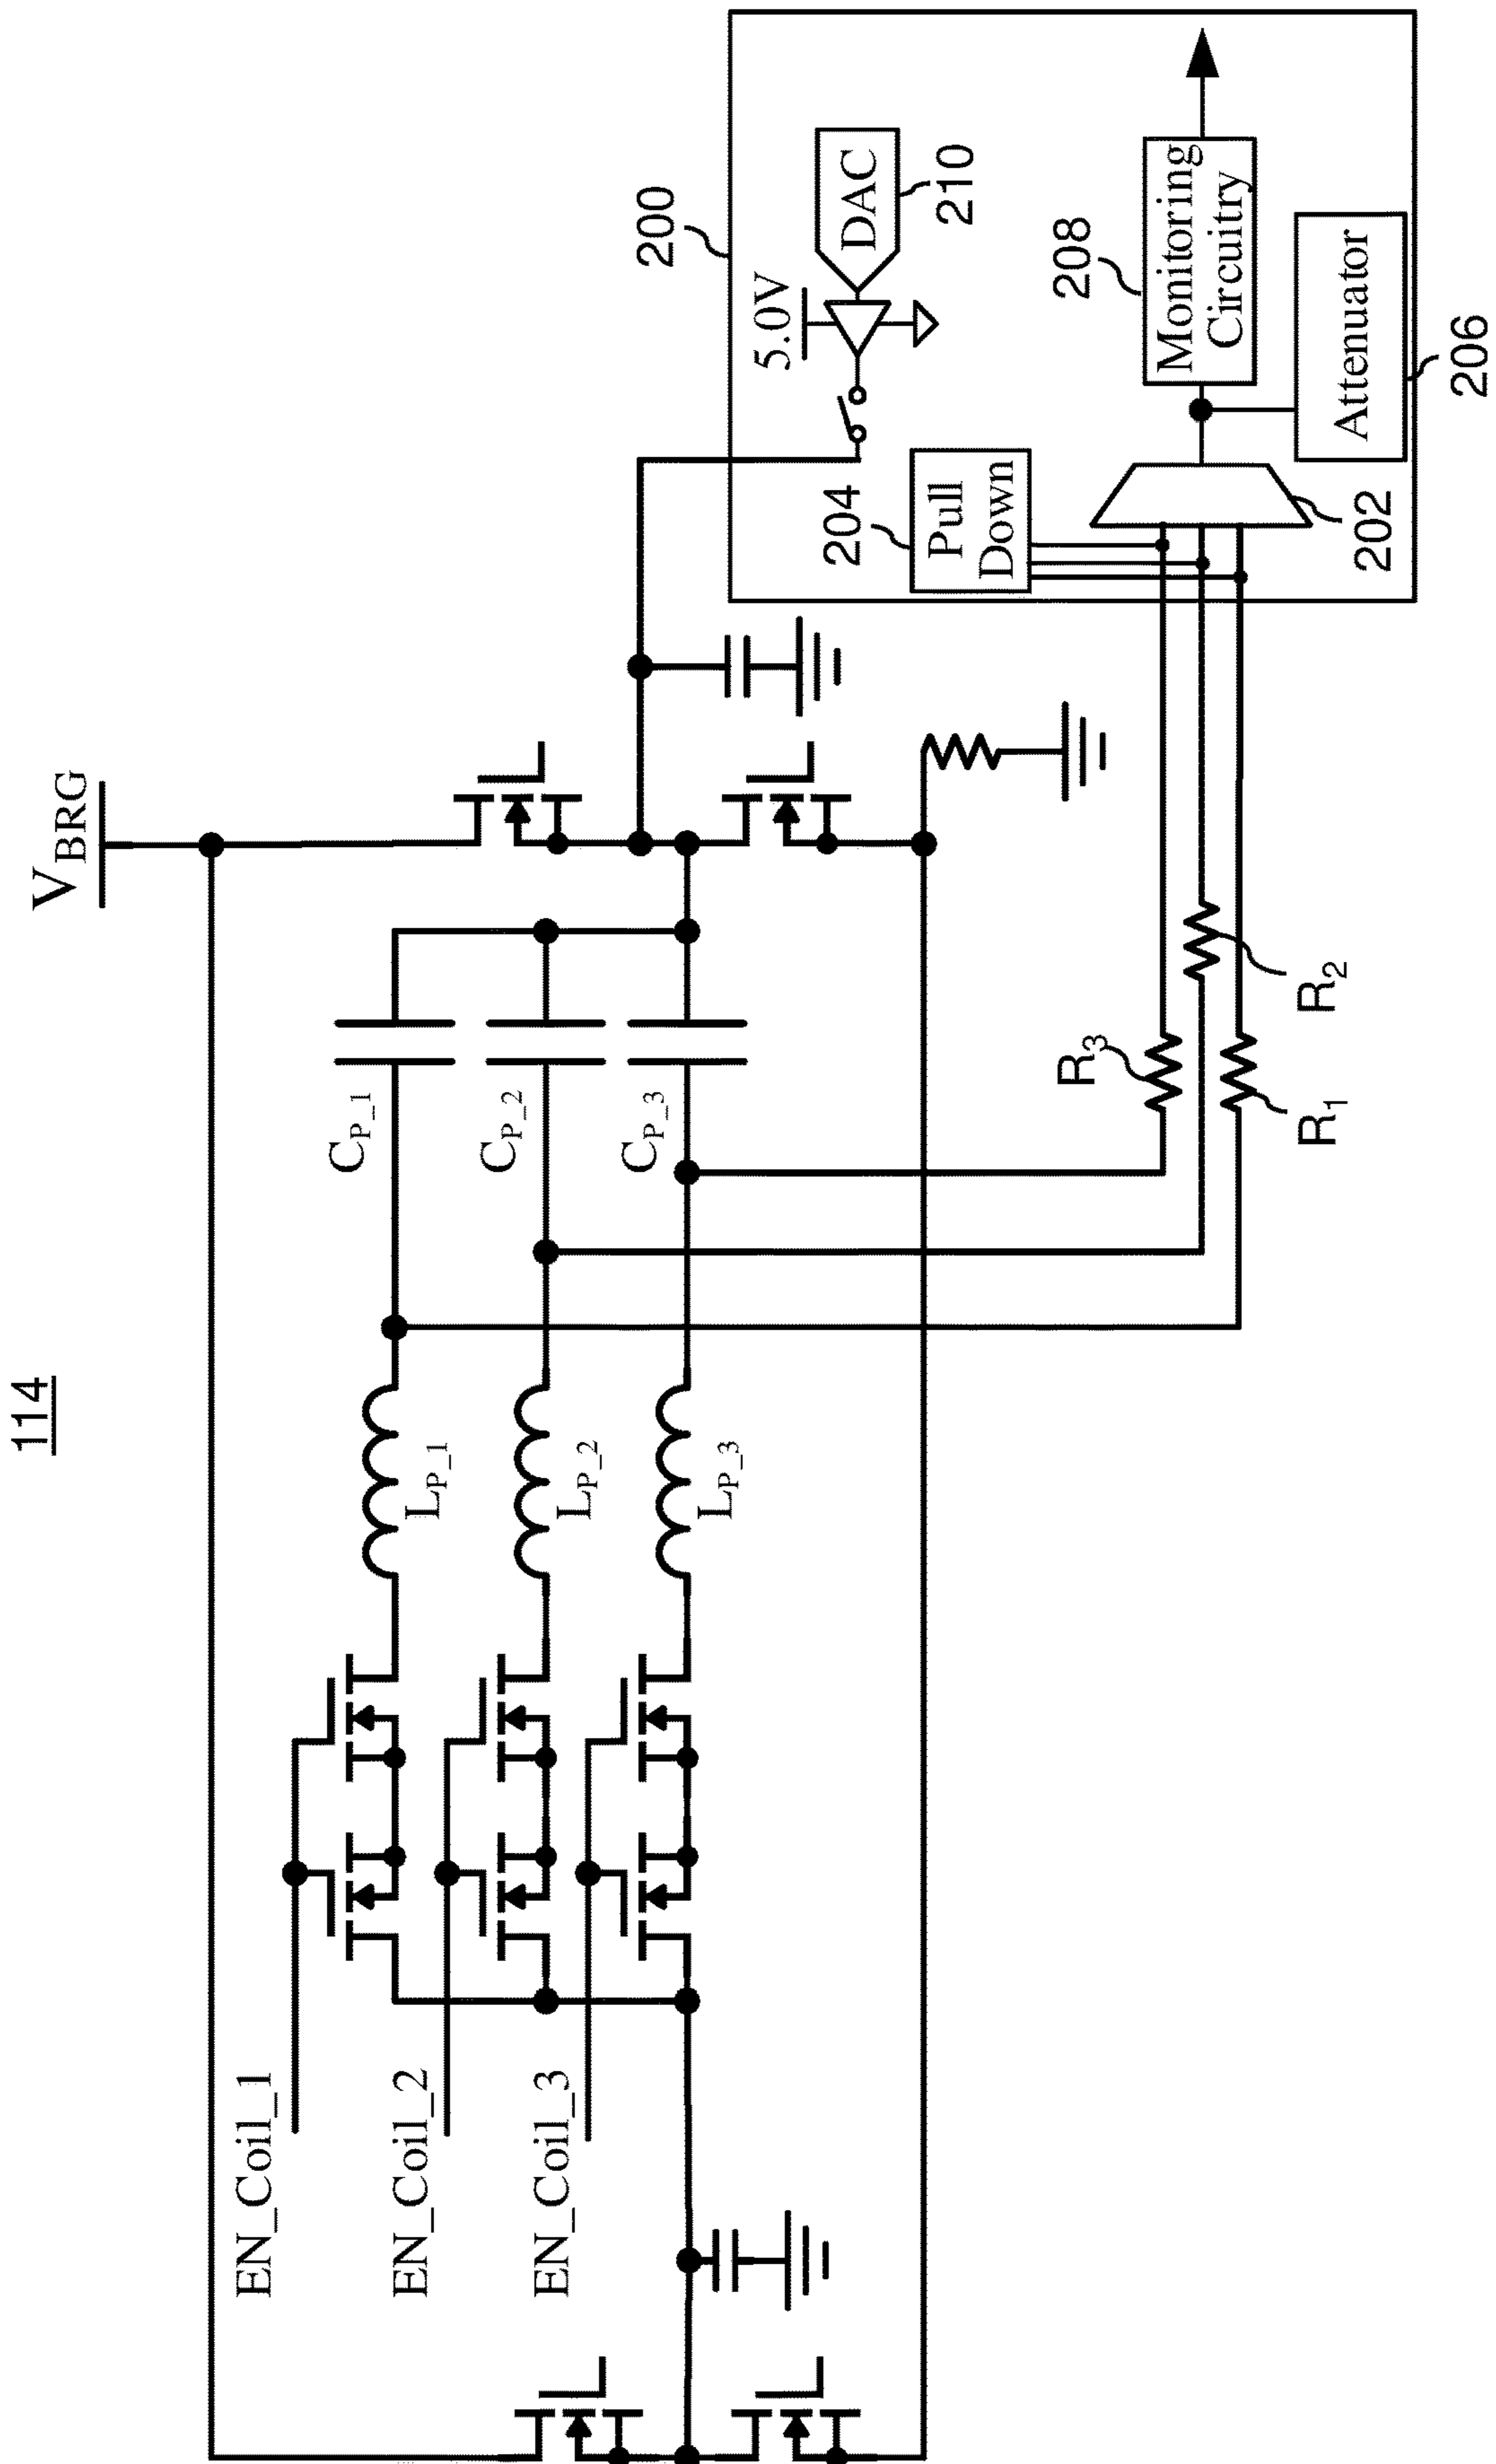 114
V_BRG
EN_Coil_1
EN_Coil_2
EN_Coil_3
L_P_1
L_P_2
L_P_3
C_P_1
C_P_2
C_P_3
R_3
R_2
R_1
200
5.0V
DAC
210
204
Pull
Down
208
Monitoring
Circuitry
202
Attenuator
206